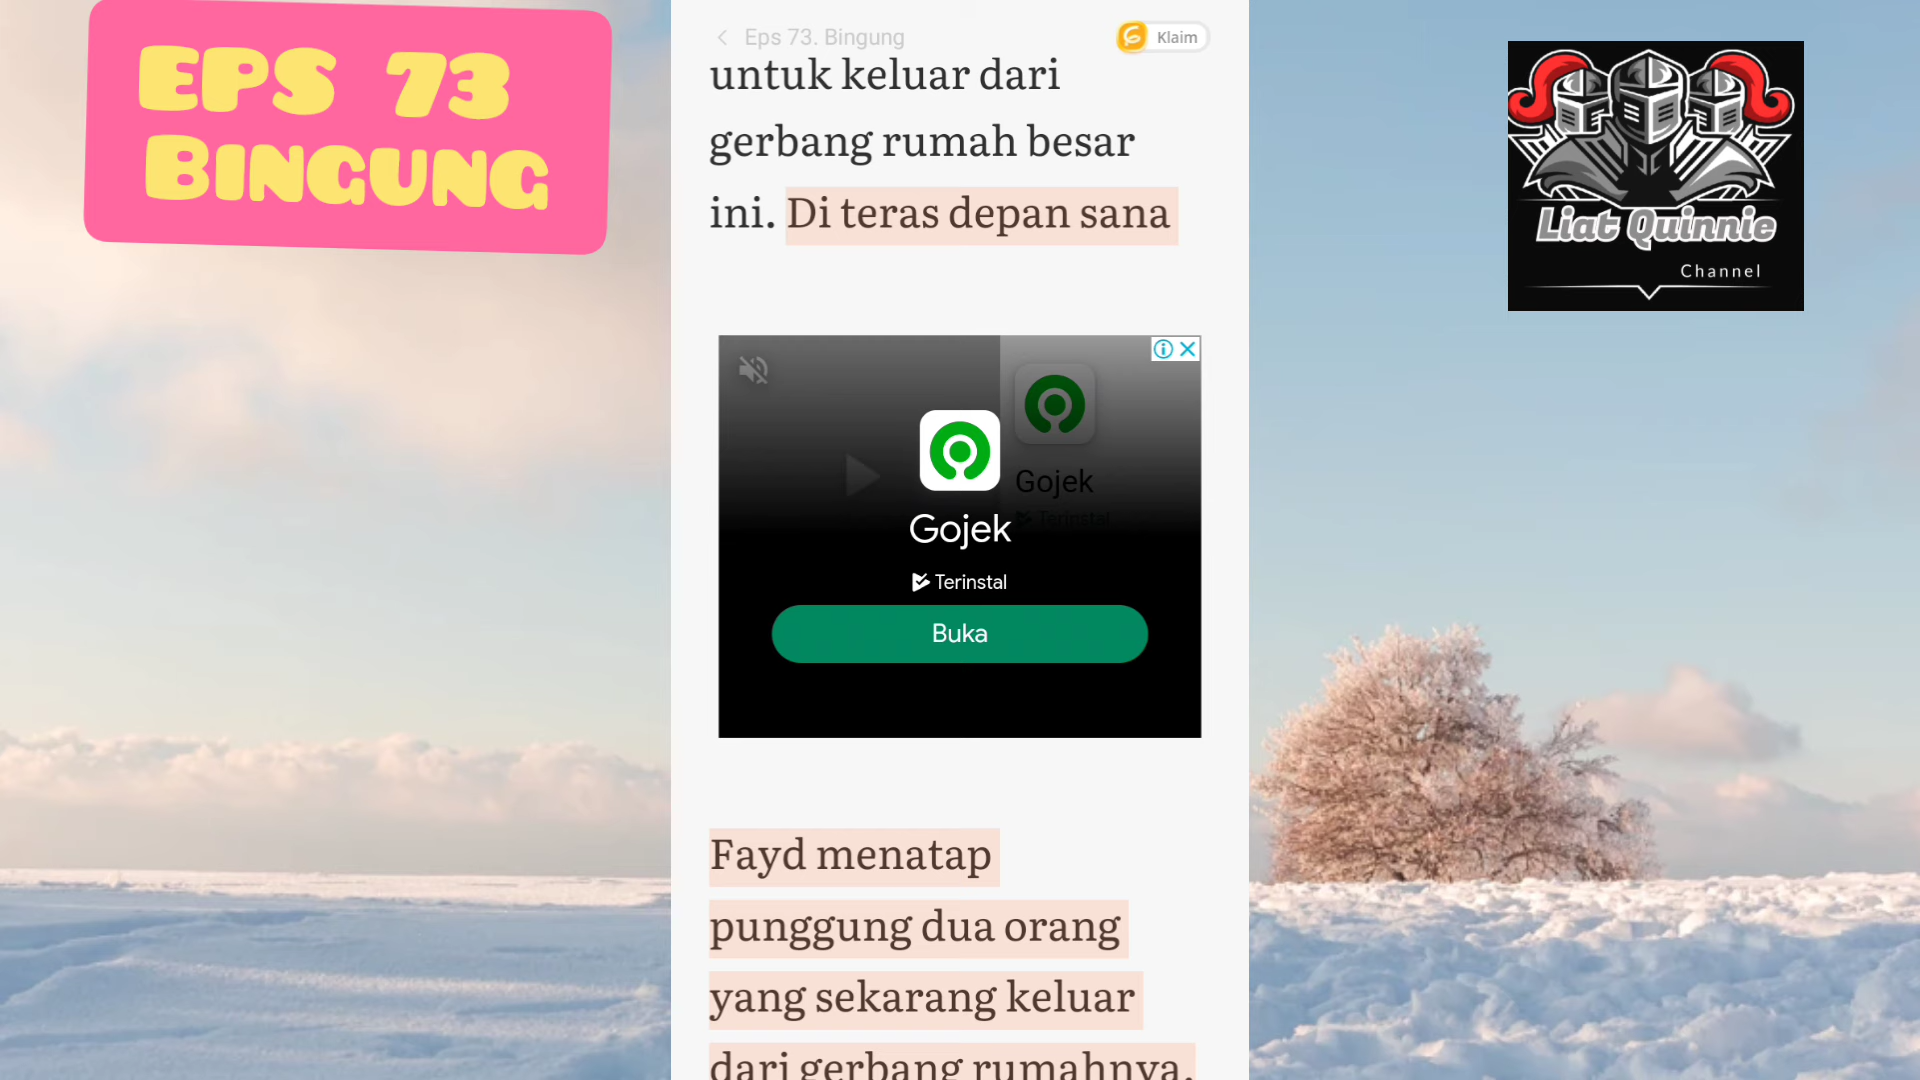 EPS 73
BINGUNG
Eps 73. Bingung
Klaim
untuk keluar dari
gerbang rumah besar
ini. Di teras depan sana
Gojek
Terinstal
Gojek
Terinstal
Buka
Fayd menatap
punggung dua orang
yang sekarang keluar
dari gerbang rumahnya.
Liat Quinnie
Channel